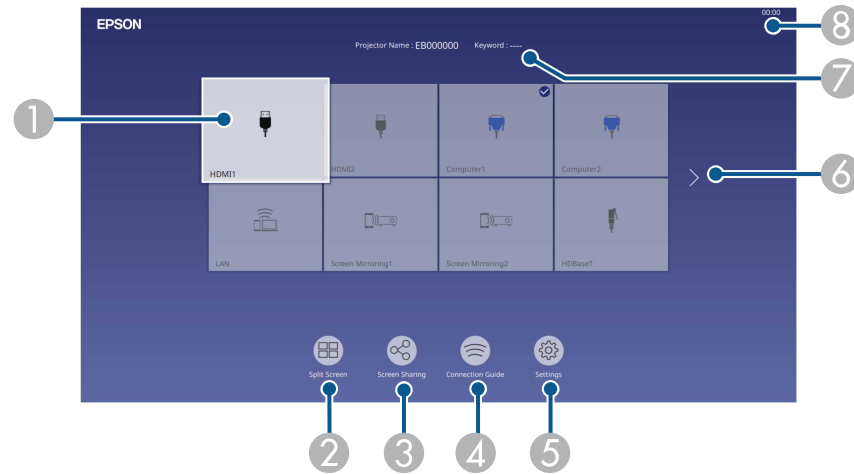 00:00
8
EPSON
Projector Name : EB000000 Keyword : ----
7
1
HDMI1 HDMI2 Computer1 Computer2
6
LAN Screen Mirroring1 Screen Mirroring2 HDBaseT
Split Screen Screen Sharing Connection Guide Settings
2 3 4 5